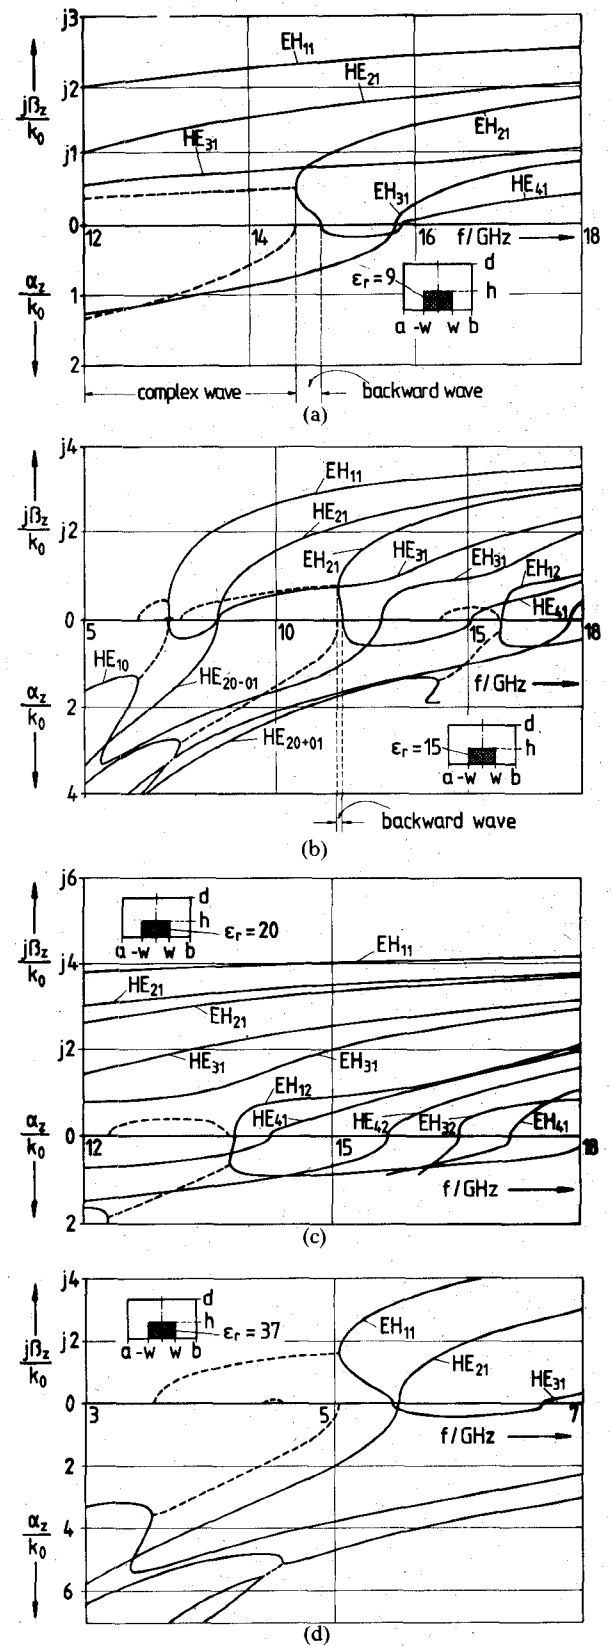 j3
EH11
j2
HE21
jβz/k0
EH21
HE31
j1
EH31
HE41
0
12 14 16 f/GHz 18
αz/k0
εr=9
d
h
a -w w b
1
2
complex wave backward wave
(a)
j4
EH11
HE21
jβz/k0
j2
EH21
HE31
EH31
EH12
HE41
0
5 10 15 18
HE10
HE20-01
f/GHz
αz/k0
2
HE20+01
εr=15
d
h
a -w w b
4
backward wave
(b)
j6
d
h
εr=20
a -w w b
jβz/k0
EH11
j4
HE21
EH21
j2
HE31
EH31
EH12
HE41
HE42
EH32
EH41
0
12 15 18
αz/k0
f/GHz
2
(c)
j4
d
h
εr=37
a -w w b
EH11
jβz/k0
j2
HE21
HE31
0
3 5 7
f/GHz
2
αz/k0
4
6
(d)